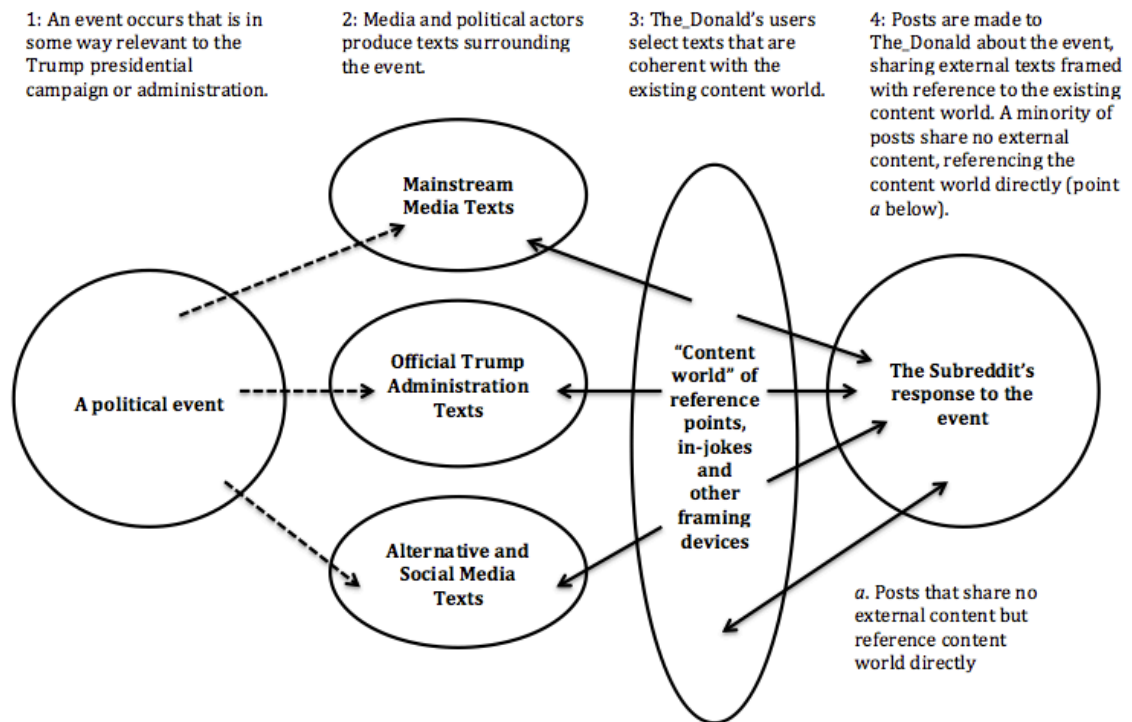 1: An event occurs that is in
some way relevant to the
Trump presidential
campaign or administration.
2: Media and political actors
produce texts surrounding
the event.
3: The_Donald’s users
select texts that are
coherent with the
existing content world.
4: Posts are made to
The_Donald about the event,
sharing external texts framed
with reference to the existing
content world. A minority of
posts share no external
content, referencing the
content world directly (point
a below).
A political event
Mainstream
Media Texts
Official Trump
Administration
Texts
Alternative and
Social Media
Texts
“Content
world” of
reference
points,
in-jokes
and
other
framing
devices
The Subreddit’s
response to the
event
a. Posts that share no
external content but
reference content
world directly